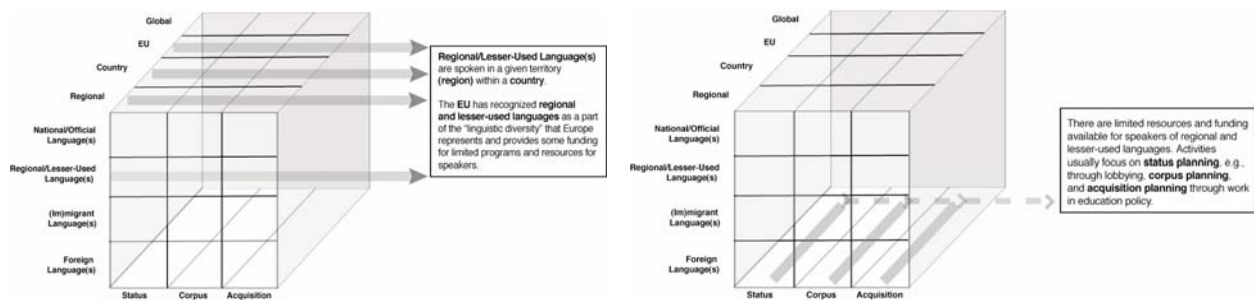 Global
EU
Country
Regional
National/Official
Language(s)
Regional/Lesser-Used
Language(s)
(Im)migrant
Language(s)
Foreign
Language(s)
Status Corpus Acquisition
Regional/Lesser-Used Language(s)
are spoken in a given territory
(region) within a country.
The EU has recognized regional
and lesser-used languages as a part
of the "linguistic diversity" that Europe
represents and provides some funding
for limited programs and resources for
speakers.
Global
EU
Country
Regional
National/Official
Language(s)
Regional/Lesser-Used
Language(s)
(Im)migrant
Language(s)
Foreign
Language(s)
Status Corpus Acquisition
There are limited resources and funding
available for speakers of regional and
lesser-used languages. Activities
usually focus on status planning, e.g.,
through lobbying, corpus planning,
and acquisition planning through work
in education policy.